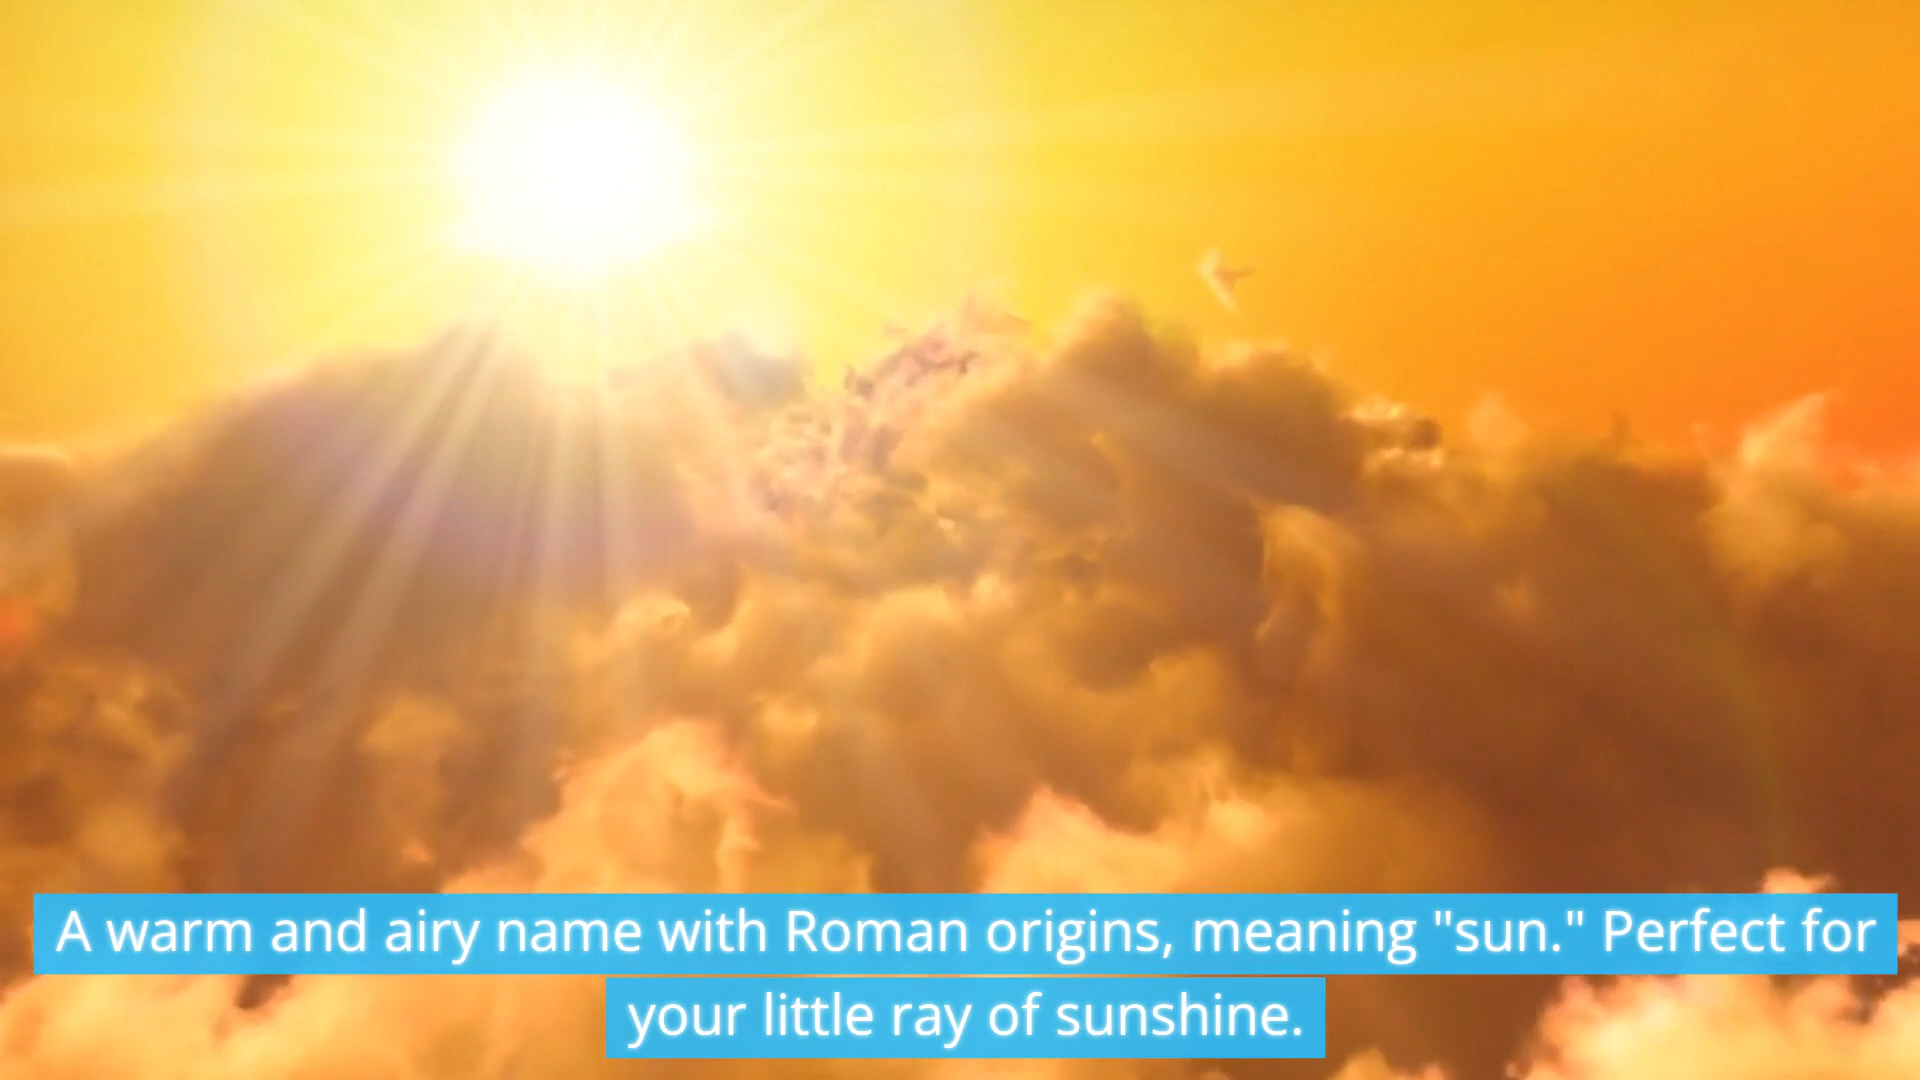 A warm and airy name with Roman origins, meaning "sun." Perfect for
your little ray of sunshine.